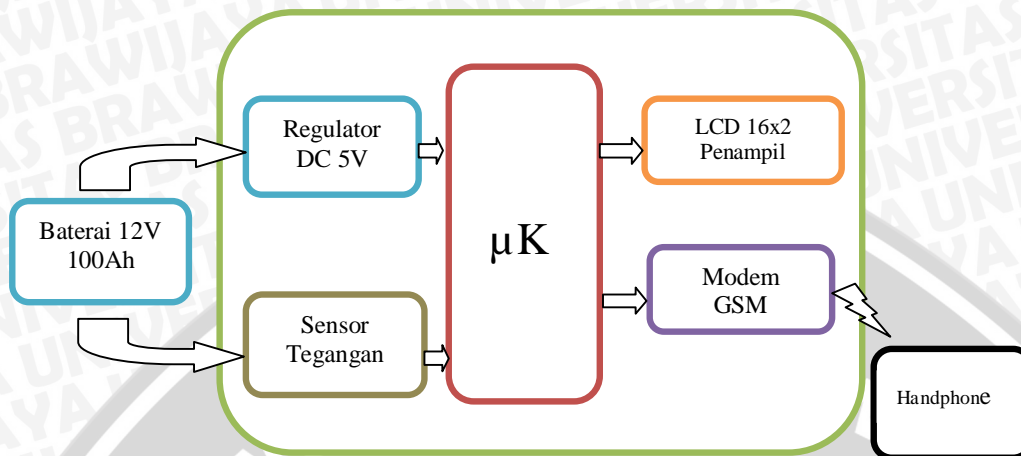 Regulator
DC 5V
LCD 16x2
Penampil
Baterai 12V
100Ah
µK
Modem
GSM
Sensor
Tegangan
Handphone